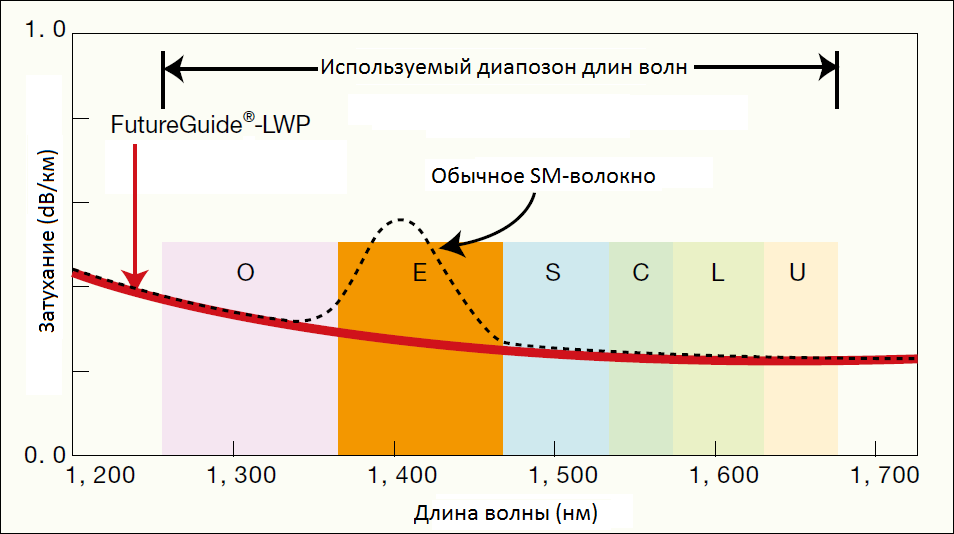 1. 0
Используемый диапозон длин волн
FutureGuide®-LWP
Обычное SM-волокно
Затухание (dB/км)
O E S C L U
0. 0
1, 200 1, 300 1, 400 1, 500 1, 600 1, 700
Длина волны (нм)